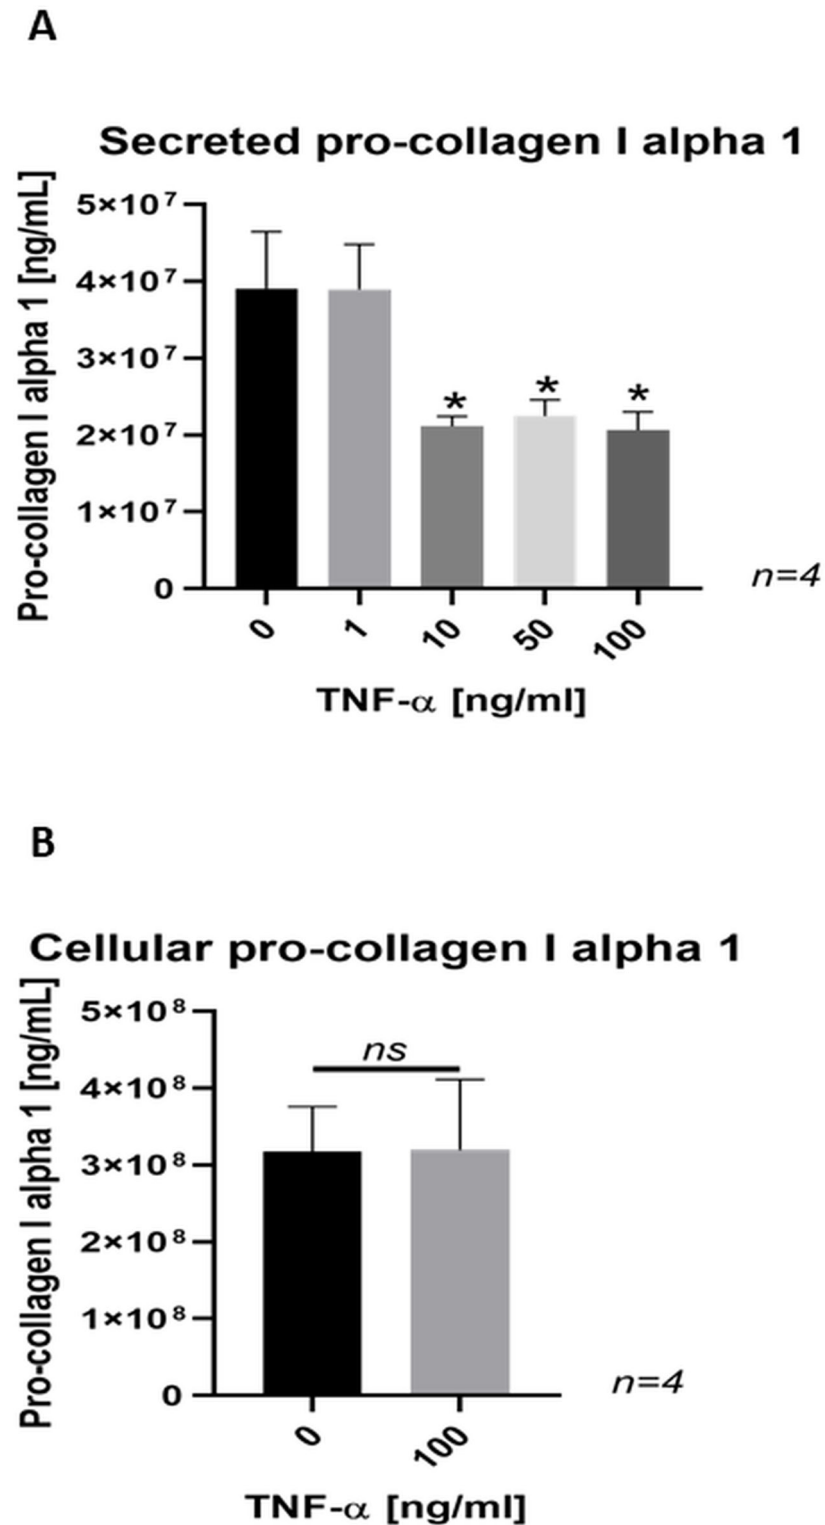 A
Secreted pro-collagen I alpha 1
Pro-collagen I alpha 1 [ng/mL]
5×10⁷
4×10⁷
3×10⁷
2×10⁷
1×10⁷
0
* * *
n=4
0 1 10 50 100
TNF-α [ng/ml]
B
Cellular pro-collagen I alpha 1
Pro-collagen I alpha 1 [ng/mL]
5×10⁸
4×10⁸
3×10⁸
2×10⁸
1×10⁸
0
ns
n=4
0 100
TNF-α [ng/ml]